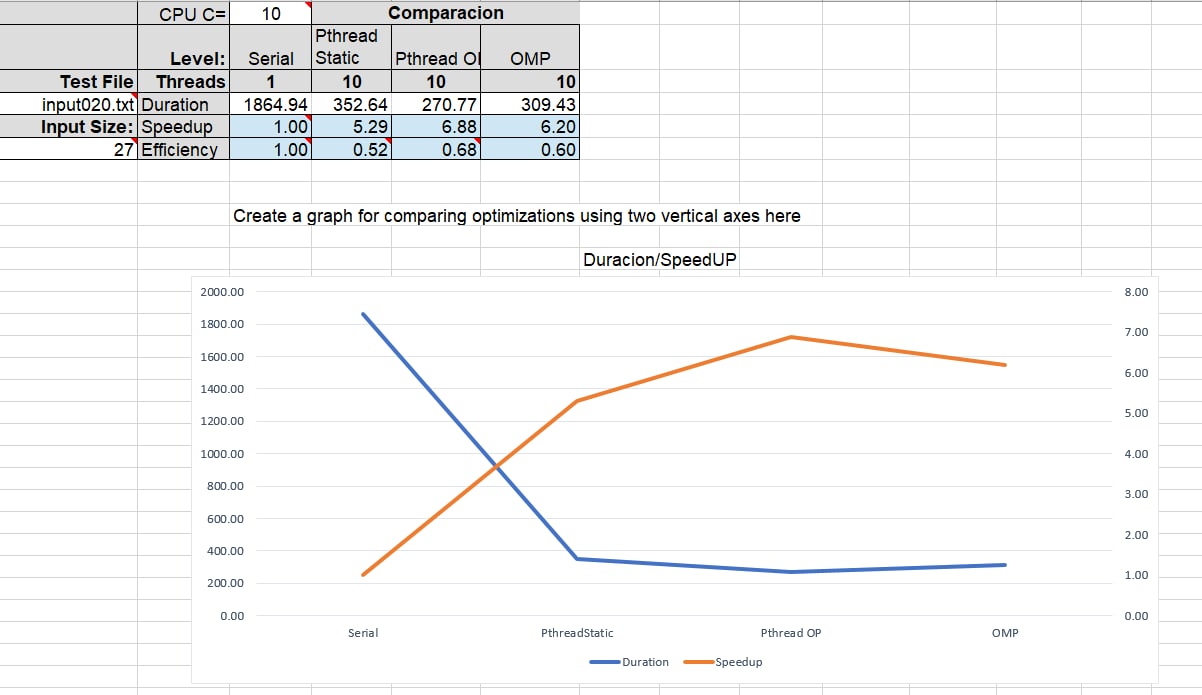 CPU C= 10 Comparacion
Level: Serial Pthread Static Pthread OP OMP
Test File Threads 1 10 10 10
input020.txt Duration 1864.94 352.64 270.77 309.43
Input Size: Speedup 1.00 5.29 6.88 6.20
27 Efficiency 1.00 0.52 0.68 0.60
Create a graph for comparing optimizations using two vertical axes here
Duracion/SpeedUP
2000.00 8.00
1800.00 7.00
1600.00 6.00
1400.00 5.00
1200.00
1000.00 4.00
800.00 3.00
600.00 2.00
400.00 1.00
200.00
0.00 0.00
Serial PthreadStatic Pthread OP OMP
Duration Speedup